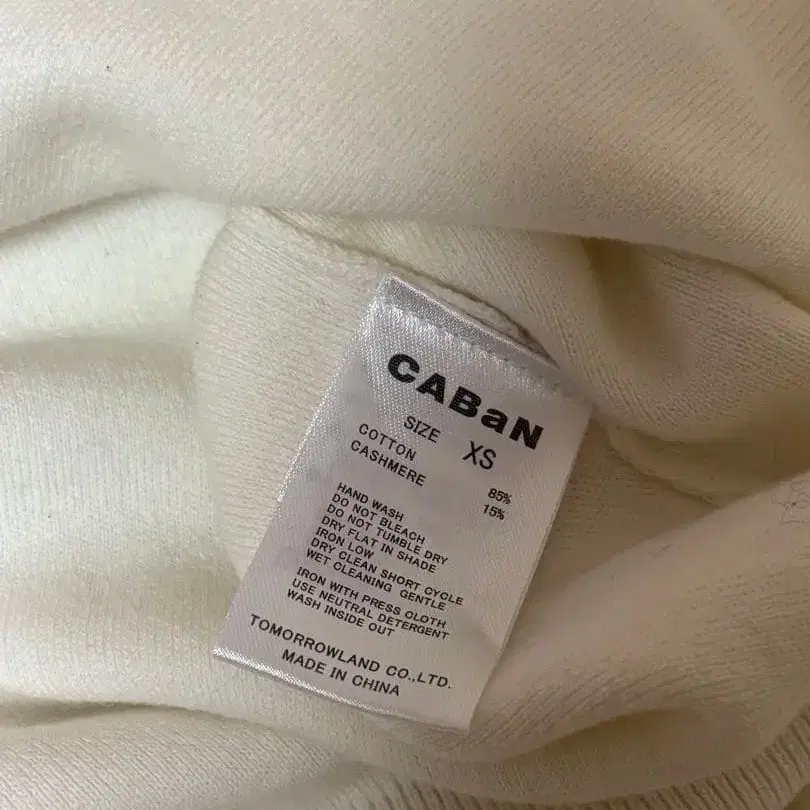 CABaN
SIZE XS
COTTON 85%
CASHMERE 15%
HAND WASH
DO NOT BLEACH
DO NOT TUMBLE DRY
DRY FLAT IN SHADE
IRON LOW
DRY CLEAN SHORT CYCLE
WET CLEANING GENTLE
IRON WITH PRESS CLOTH
USE NEUTRAL DETERGENT
WASH INSIDE OUT
TOMORROWLAND CO.,LTD.
MADE IN CHINA